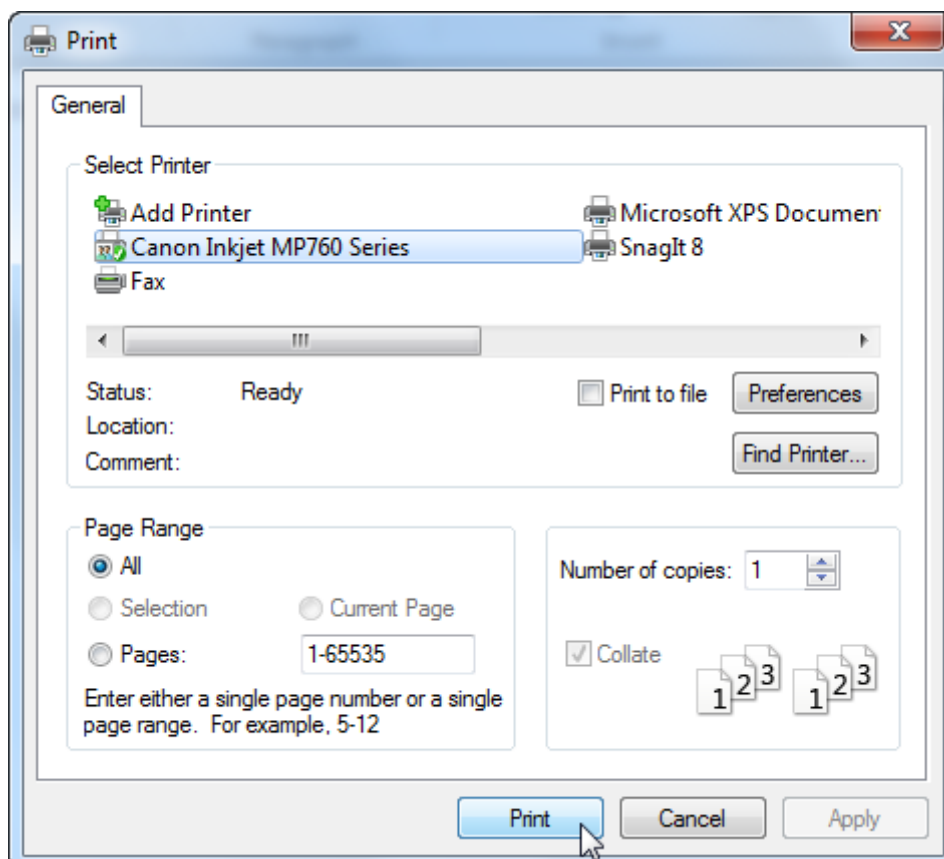 Print
General
Select Printer
Add Printer
Microsoft XPS Documen
Canon Inkjet MP760 Series
SnagIt 8
Fax
Status: Ready
Print to file
Preferences
Location:
Comment:
Find Printer...
Page Range
All
Number of copies: 1
Selection
Current Page
Pages: 1-65535
Collate
1 2 3 1 2 3
Enter either a single page number or a single
page range. For example, 5-12
Print
Cancel
Apply